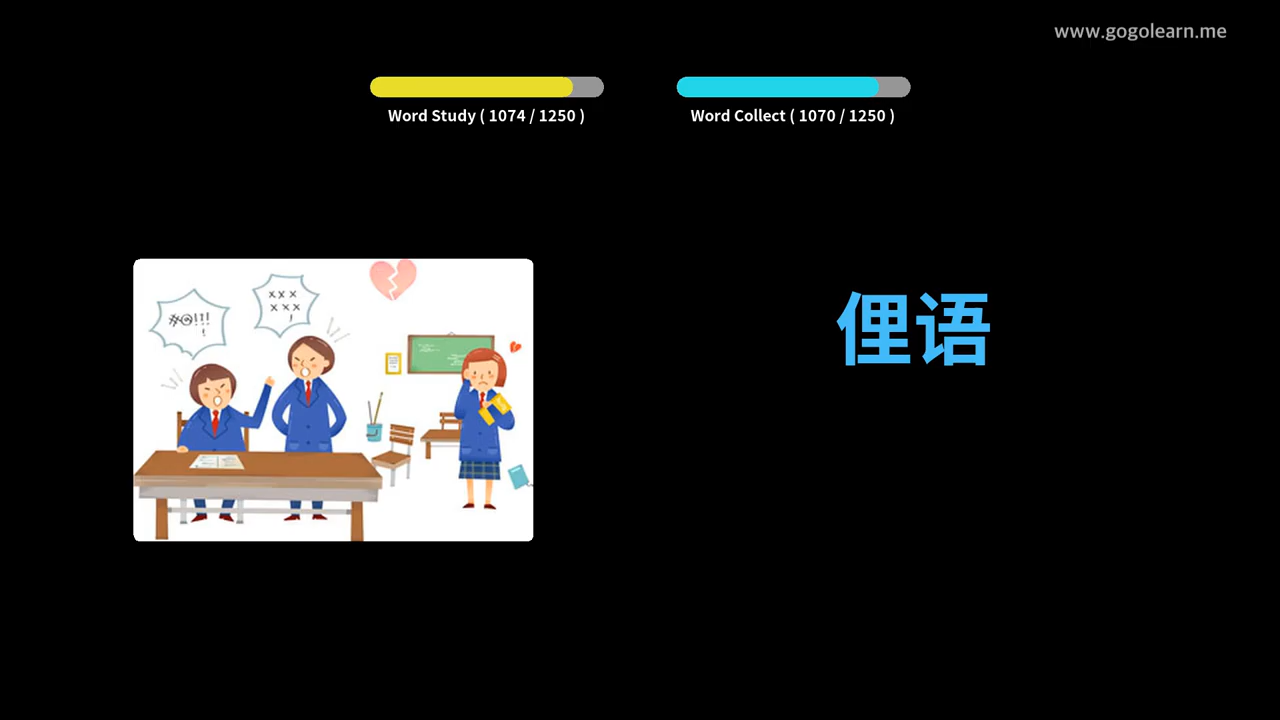 www.gogolearn.me
Word Study ( 1074 / 1250 )
Word Collect ( 1070 / 1250 )
#@!!!
!
x x x
x x x
!
俚语